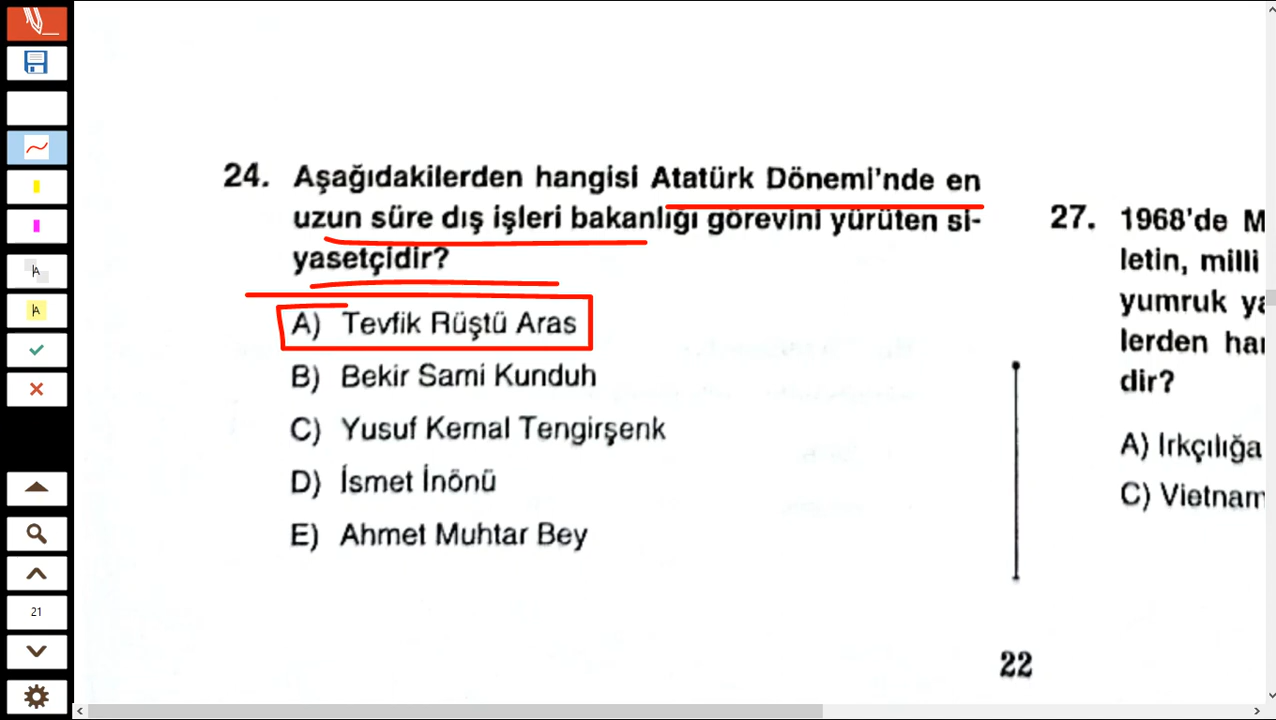 24. Aşağıdakilerden hangisi Atatürk Dönemi'nde en
uzun süre dış işleri bakanlığı görevini yürüten si-
yasetçidir?
A) Tevfik Rüştü Aras
B) Bekir Sami Kunduh
C) Yusuf Kemal Tengirşenk
D) İsmet İnönü
E) Ahmet Muhtar Bey
27. 1968'de M
letin, milli
yumruk ya
lerden har
dir?
A) Irkçılığa
C) Vietnam
22
A
A
21